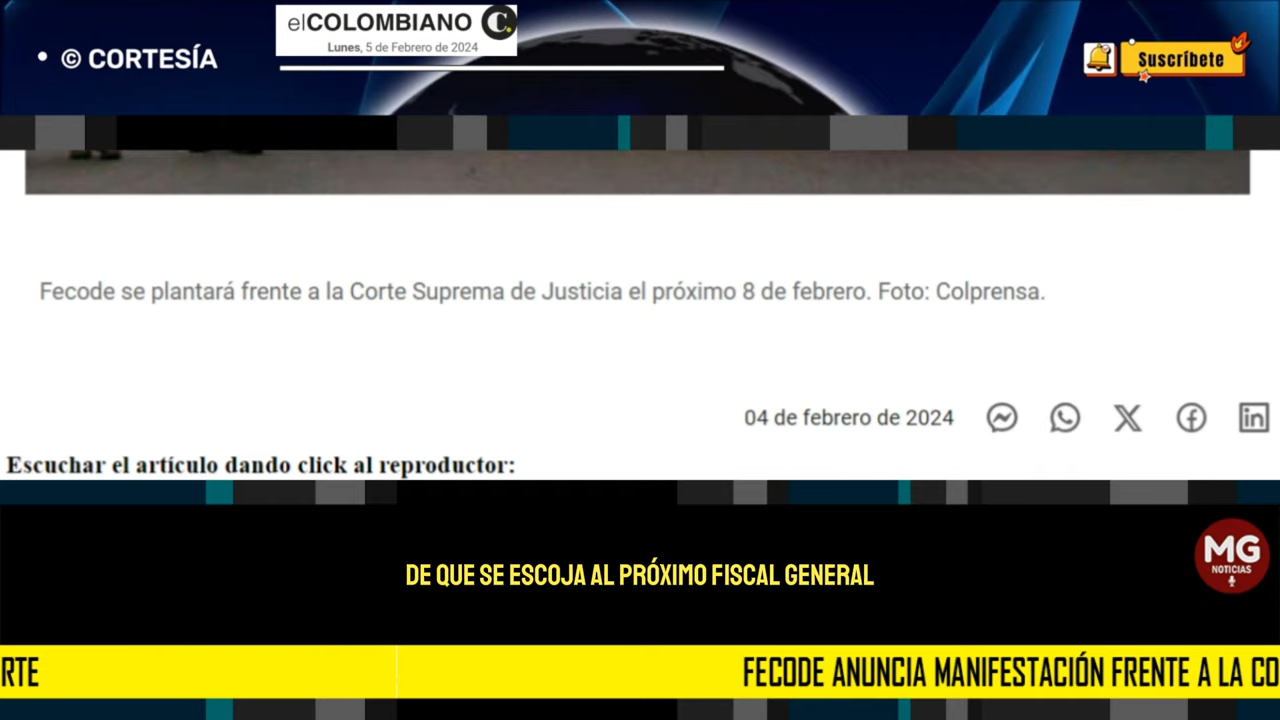 • © CORTESÍA
elCOLOMBIANO C.
Lunes, 5 de Febrero de 2024
Suscríbete
Fecode se plantará frente a la Corte Suprema de Justicia el próximo 8 de febrero. Foto: Colprensa.
04 de febrero de 2024
Escuchar el artículo dando click al reproductor:
DE QUE SE ESCOJA AL PRÓXIMO FISCAL GENERAL
MG
NOTICIAS
RTE
FECODE ANUNCIA MANIFESTACIÓN FRENTE A LA CO